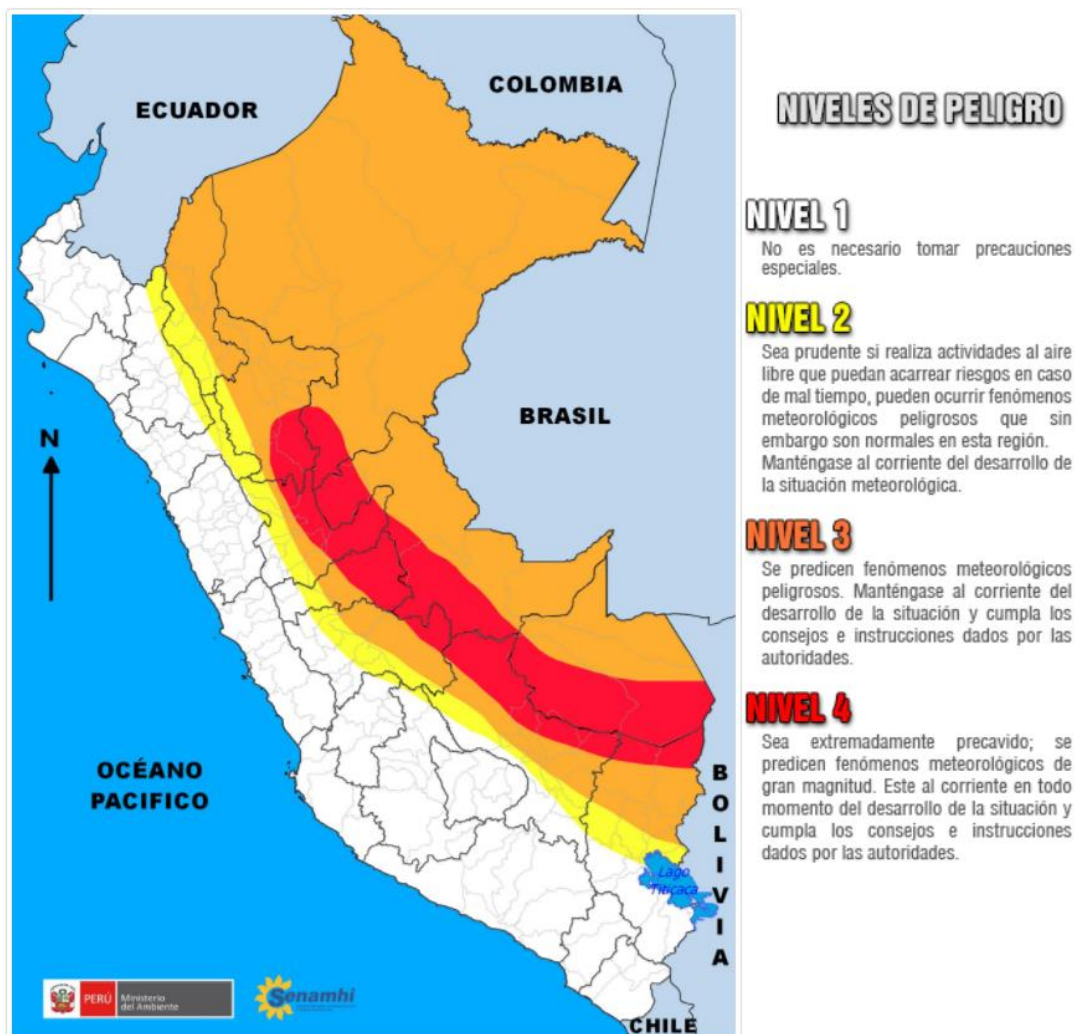 ECUADOR
COLOMBIA
BRASIL
N
OCÉANO
PACIFICO
BOLIVIA
Lago
Titicaca
CHILE
PERÚ
Ministerio
del Ambiente
Senamhi
NIVELES DE PELIGRO
NIVEL 1
No es necesario tomar precauciones
especiales.
NIVEL 2
Sea prudente si realiza actividades al aire
libre que puedan acarrear riesgos en caso
de mal tiempo, pueden ocurrir fenómenos
meteorológicos peligrosos que sin
embargo son normales en esta región.
Manténgase al corriente del desarrollo de
la situación meteorológica.
NIVEL 3
Se predicen fenómenos meteorológicos
peligrosos. Manténgase al corriente del
desarrollo de la situación y cumpla los
consejos e instrucciones dados por las
autoridades.
NIVEL 4
Sea extremadamente precavido; se
predicen fenómenos meteorológicos de
gran magnitud. Este al corriente en todo
momento del desarrollo de la situación y
cumpla los consejos e instrucciones
dados por las autoridades.